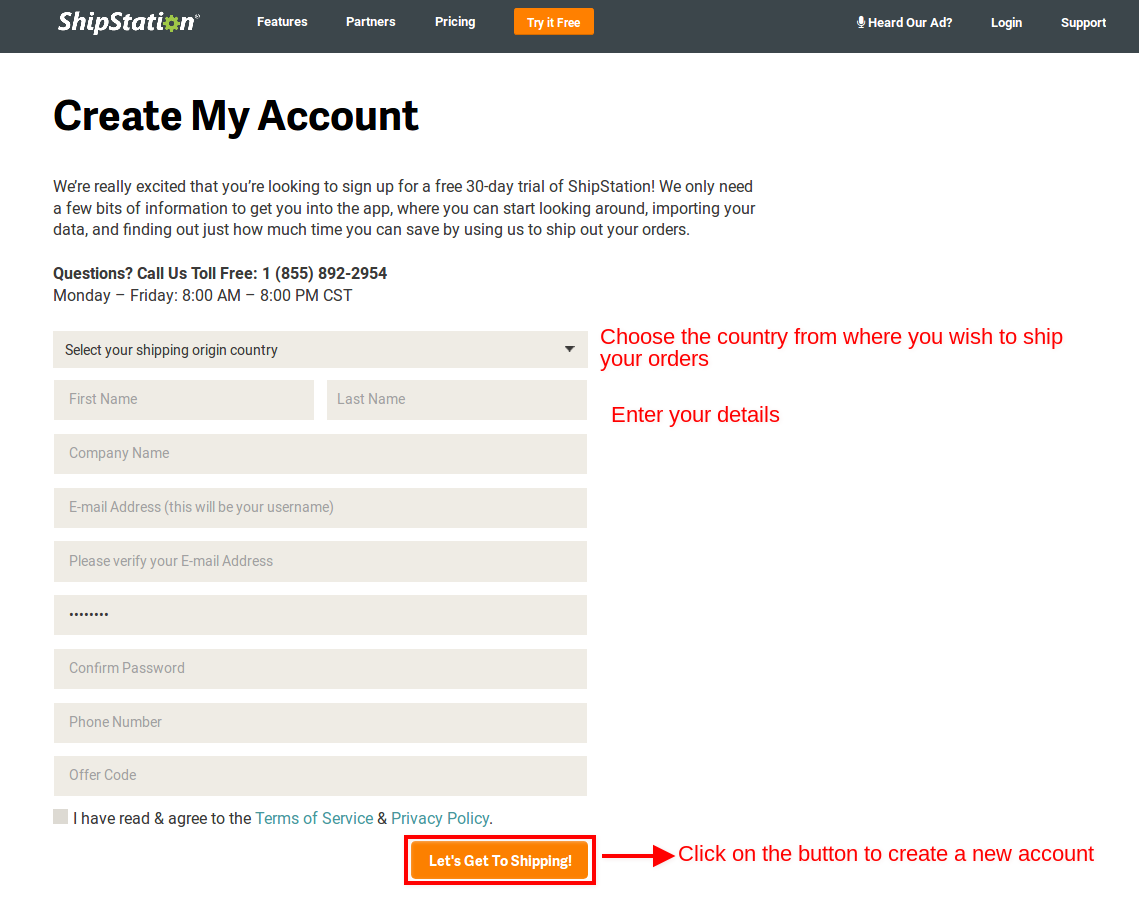 ShipStation®
Features
Partners
Pricing
Try it Free
Heard Our Ad?
Login
Support
Create My Account
We’re really excited that you’re looking to sign up for a free 30-day trial of ShipStation! We only need
a few bits of information to get you into the app, where you can start looking around, importing your
data, and finding out just how much time you can save by using us to ship out your orders.
Questions? Call Us Toll Free: 1 (855) 892-2954
Monday – Friday: 8:00 AM – 8:00 PM CST
Select your shipping origin country
Choose the country from where you wish to ship
your orders
First Name
Last Name
Enter your details
Company Name
E-mail Address (this will be your username)
Please verify your E-mail Address
••••••••
Confirm Password
Phone Number
Offer Code
I have read & agree to the Terms of Service & Privacy Policy.
Let's Get To Shipping!
Click on the button to create a new account